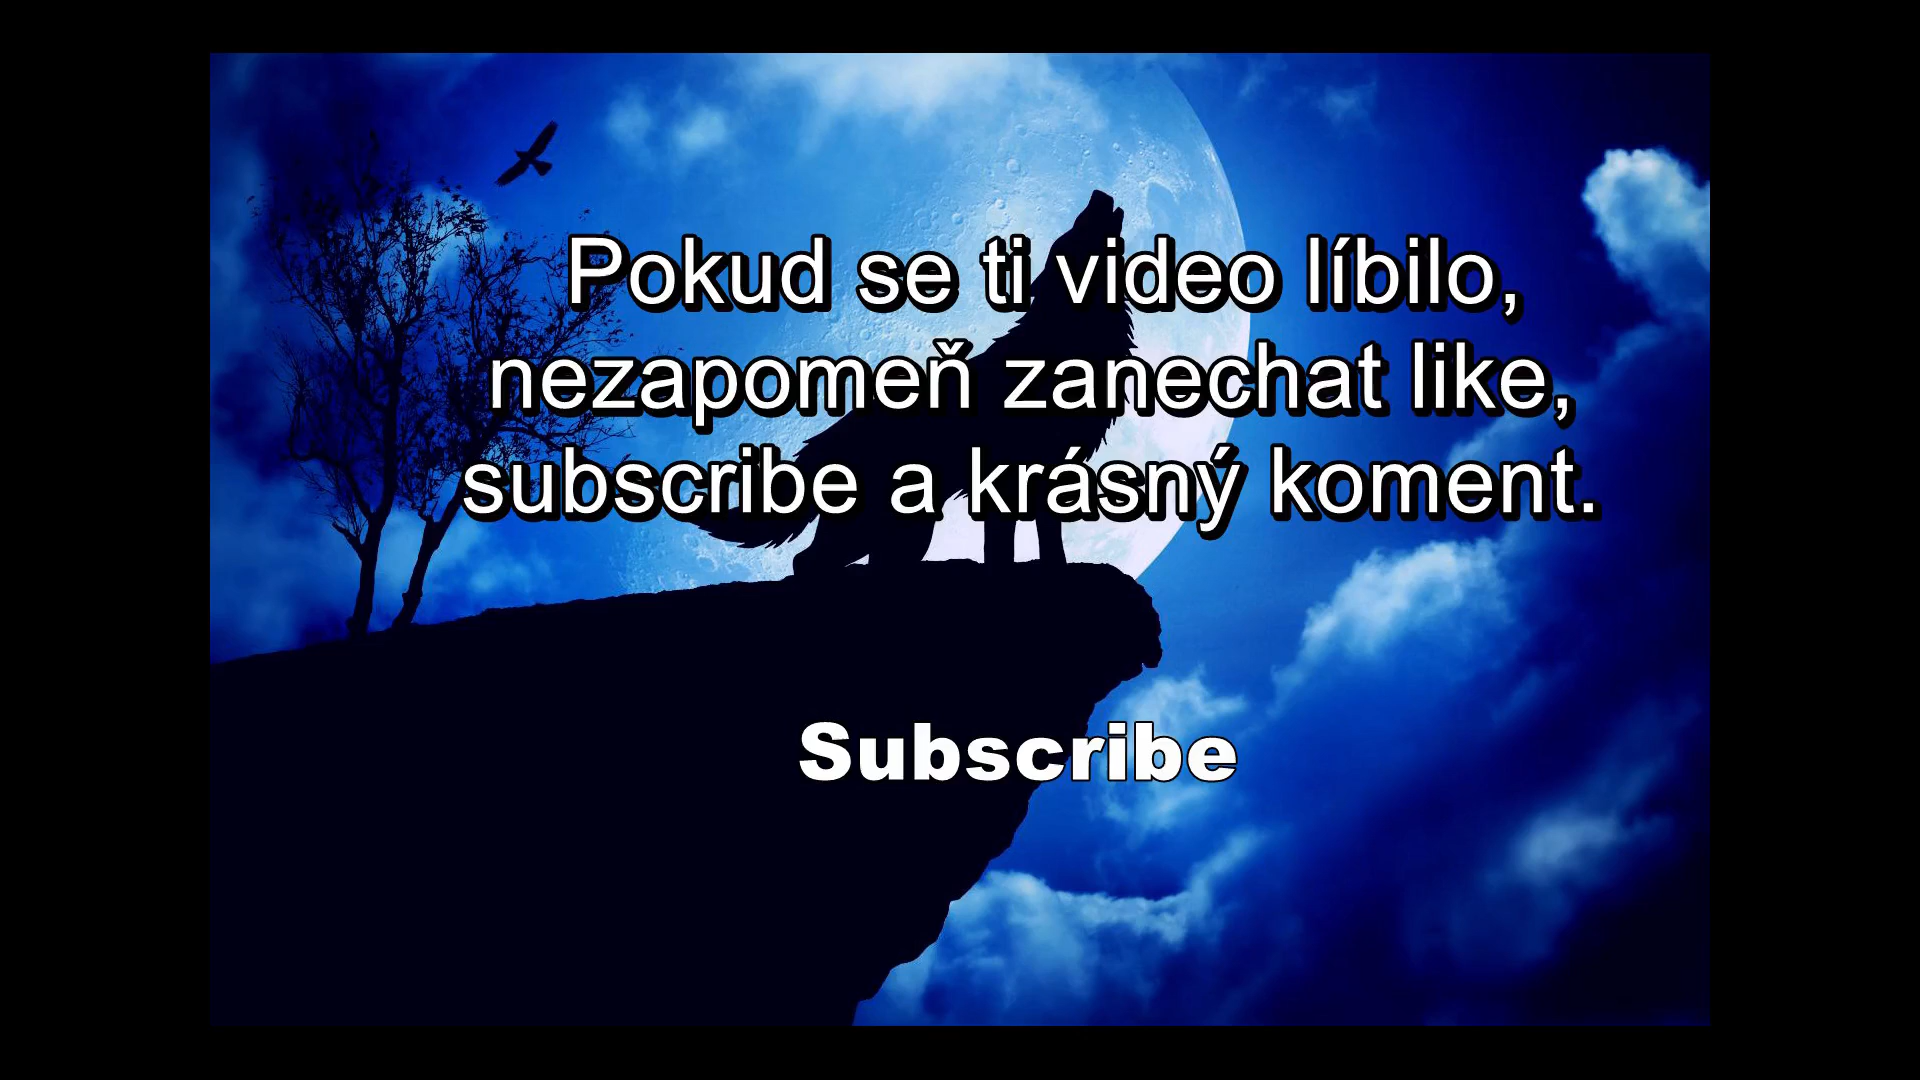 Pokud se ti video líbilo,
nezapomeň zanechat like,
subscribe a krásný koment.
Subscribe